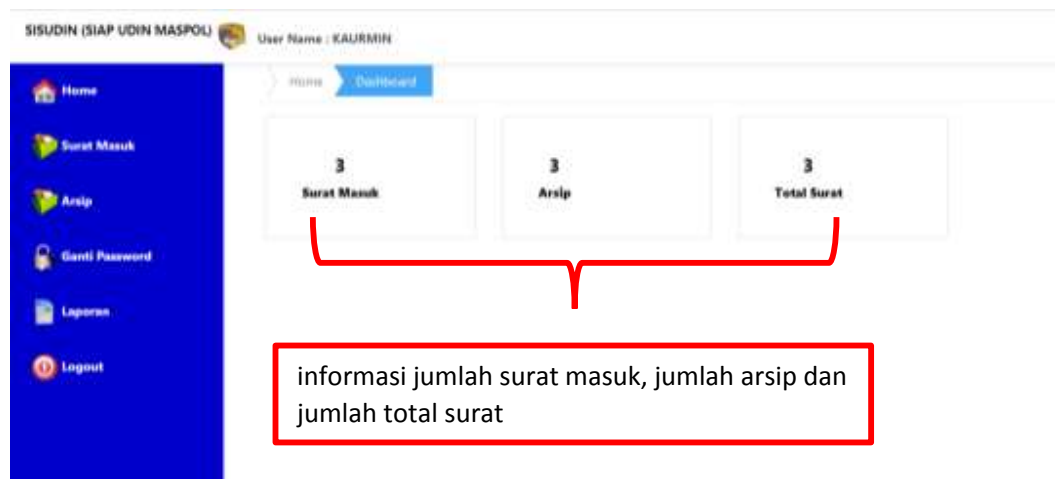 SISUDIN (SIAP UDIN MASPOL)
User Name : KAURMIN
Home
Surat Masuk
Arsip
Ganti Password
Laporan
Logout
Home
Dashboard
3
Surat Masuk
3
Arsip
3
Total Surat
informasi jumlah surat masuk, jumlah arsip dan
jumlah total surat